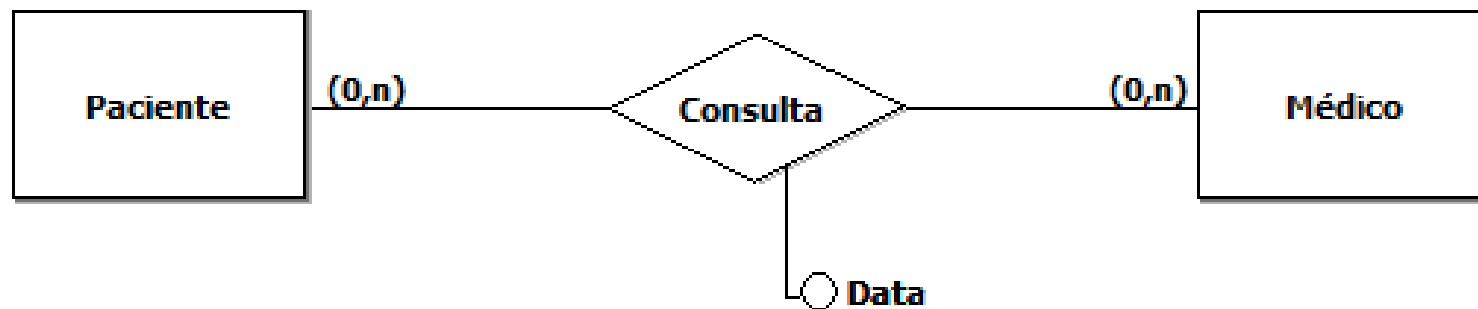 Paciente
(0,n)
Consulta
(0,n)
Médico
Data